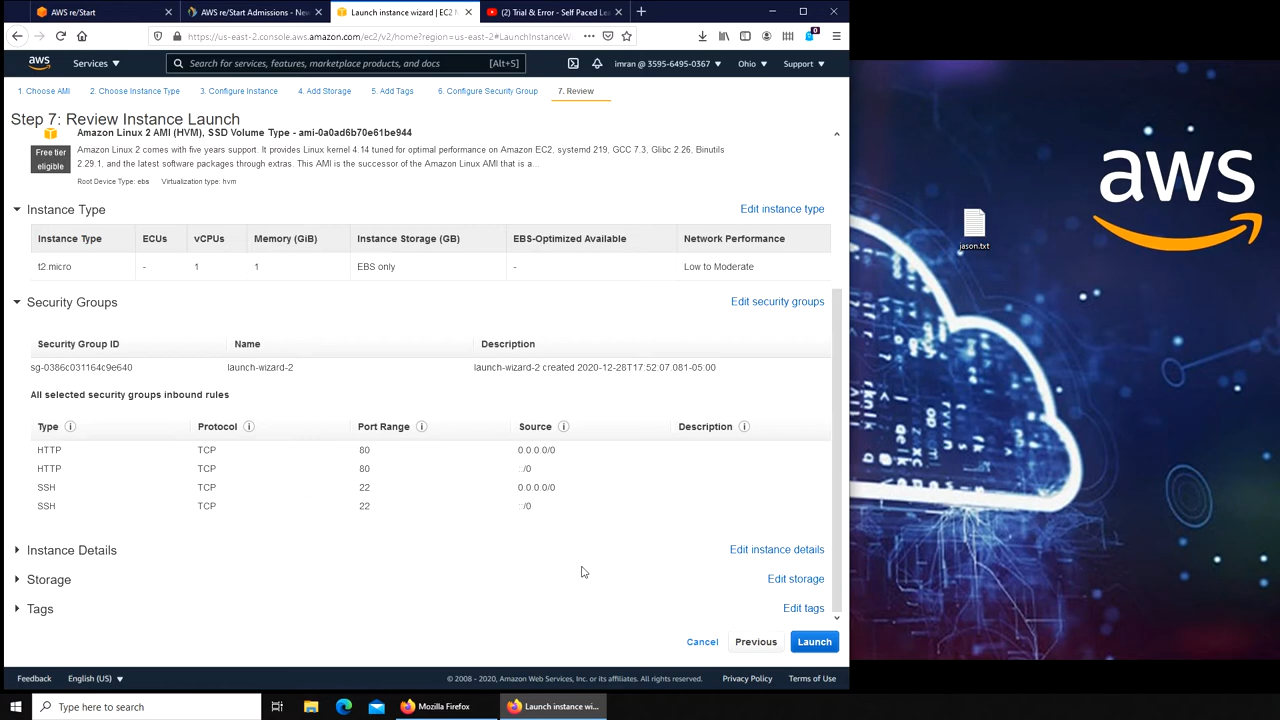 AWS re/Start
AWS re/Start Admissions - New
Launch instance wizard | EC2 M
(2) Trial & Error - Self Paced Lea
https://us-east-2.console.aws.amazon.com/ec2/v2/home?region=us-east-2#LaunchInstanceWi
aws
Services
Search for services, features, marketplace products, and docs
[Alt+S]
imran @ 3595-6495-0367
Ohio
Support
1. Choose AMI
2. Choose Instance Type
3. Configure Instance
4. Add Storage
5. Add Tags
6. Configure Security Group
7. Review
Step 7: Review Instance Launch
Amazon Linux 2 AMI (HVM), SSD Volume Type - ami-0a0ad6b70e61be944
Free tier
eligible
Amazon Linux 2 comes with five years support. It provides Linux kernel 4.14 tuned for optimal performance on Amazon EC2, systemd 219, GCC 7.3, Glibc 2.26, Binutils
2.29.1, and the latest software packages through extras. This AMI is the successor of the Amazon Linux AMI that is a...
Root Device Type: ebs Virtualization type: hvm
Instance Type
Edit instance type
Instance Type ECUs vCPUs Memory (GiB) Instance Storage (GB) EBS-Optimized Available Network Performance
t2.micro - 1 1 EBS only - Low to Moderate
Security Groups
Edit security groups
Security Group ID Name Description
sg-0386c031164c9e640 launch-wizard-2 launch-wizard-2 created 2020-12-28T17:52:07.081-05:00
All selected security groups inbound rules
Type Protocol Port Range Source Description
HTTP TCP 80 0.0.0.0/0
HTTP TCP 80 ::/0
SSH TCP 22 0.0.0.0/0
SSH TCP 22 ::/0
Instance Details
Edit instance details
Storage
Edit storage
Tags
Edit tags
Cancel
Previous
Launch
Feedback
English (US)
© 2008 - 2020, Amazon Web Services, Inc. or its affiliates. All rights reserved.
Privacy Policy
Terms of Use
aws
jason.txt
Type here to search
Mozilla Firefox
Launch instance wi...